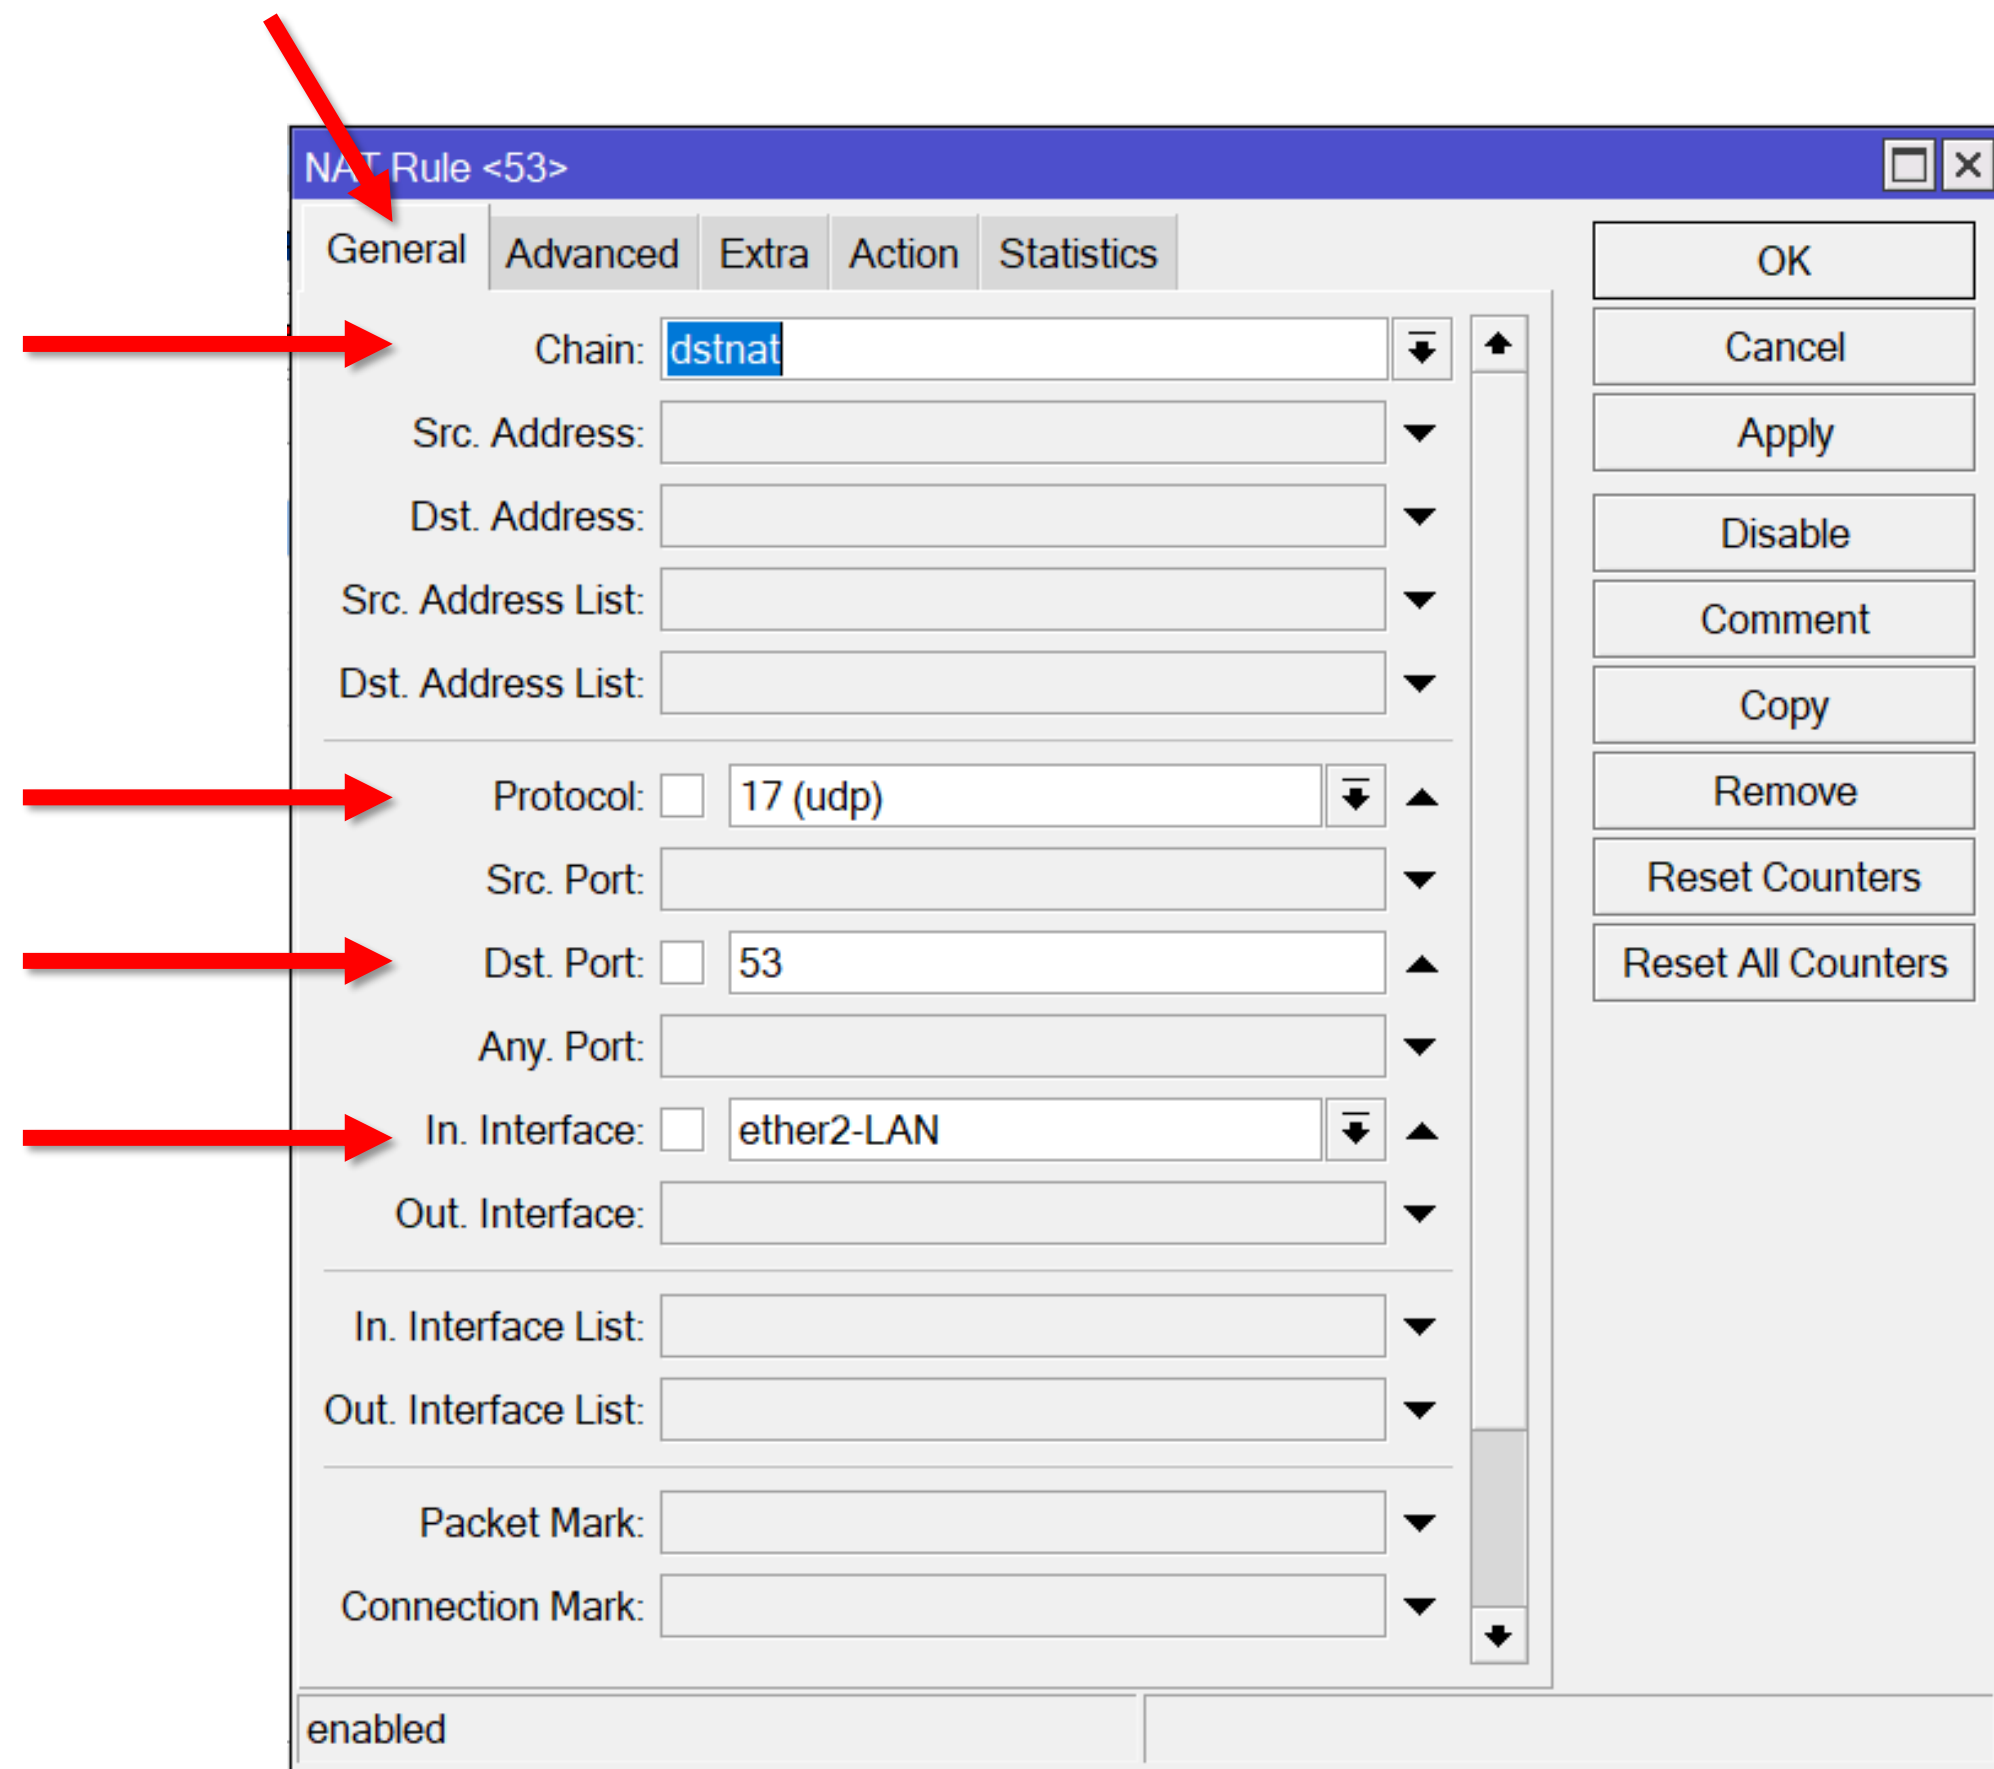 NAT Rule <53>
General Advanced Extra Action Statistics
OK
Chain: dstnat
Cancel
Src. Address:
Apply
Dst. Address:
Disable
Src. Address List:
Comment
Dst. Address List:
Copy
Protocol: 17 (udp)
Remove
Src. Port:
Reset Counters
Dst. Port: 53
Reset All Counters
Any. Port:
In. Interface: ether2-LAN
Out. Interface:
In. Interface List:
Out. Interface List:
Packet Mark:
Connection Mark:
enabled